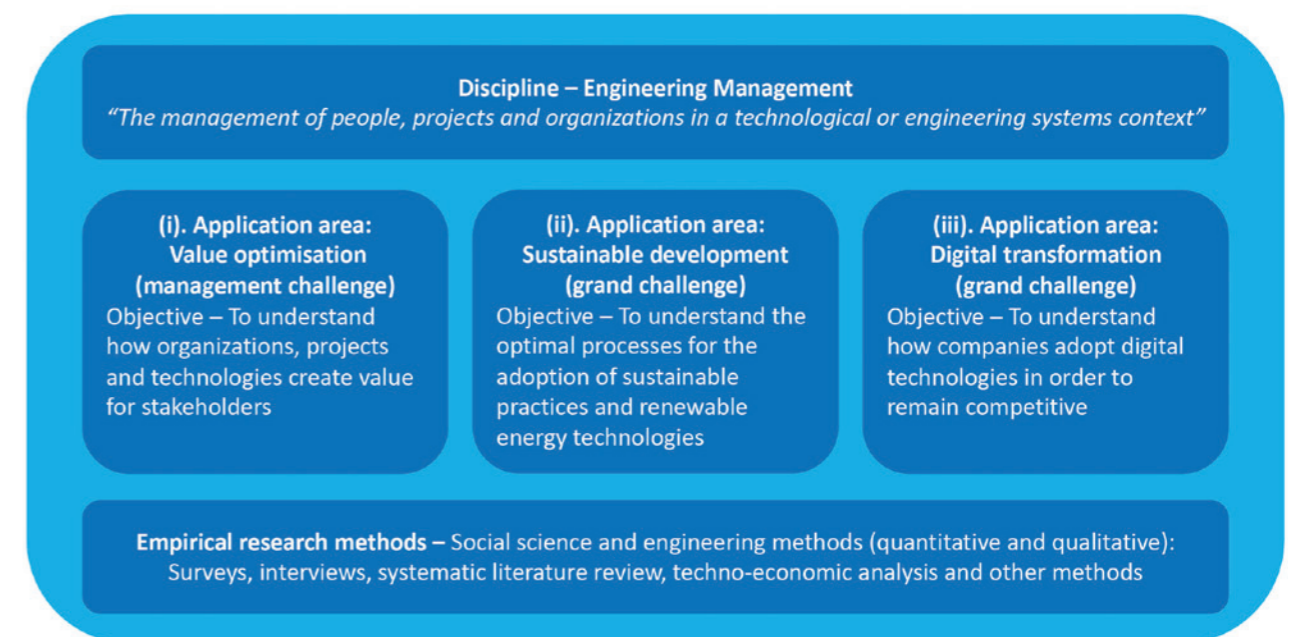 Discipline – Engineering Management
“The management of people, projects and organizations in a technological or engineering systems context”
(i). Application area:
Value optimisation
(management challenge)
Objective – To understand
how organizations, projects
and technologies create value
for stakeholders
(ii). Application area:
Sustainable development
(grand challenge)
Objective – To understand the
optimal processes for the
adoption of sustainable
practices and renewable
energy technologies
(iii). Application area:
Digital transformation
(grand challenge)
Objective – To understand
how companies adopt digital
technologies in order to
remain competitive
Empirical research methods – Social science and engineering methods (quantitative and qualitative):
Surveys, interviews, systematic literature review, techno-economic analysis and other methods